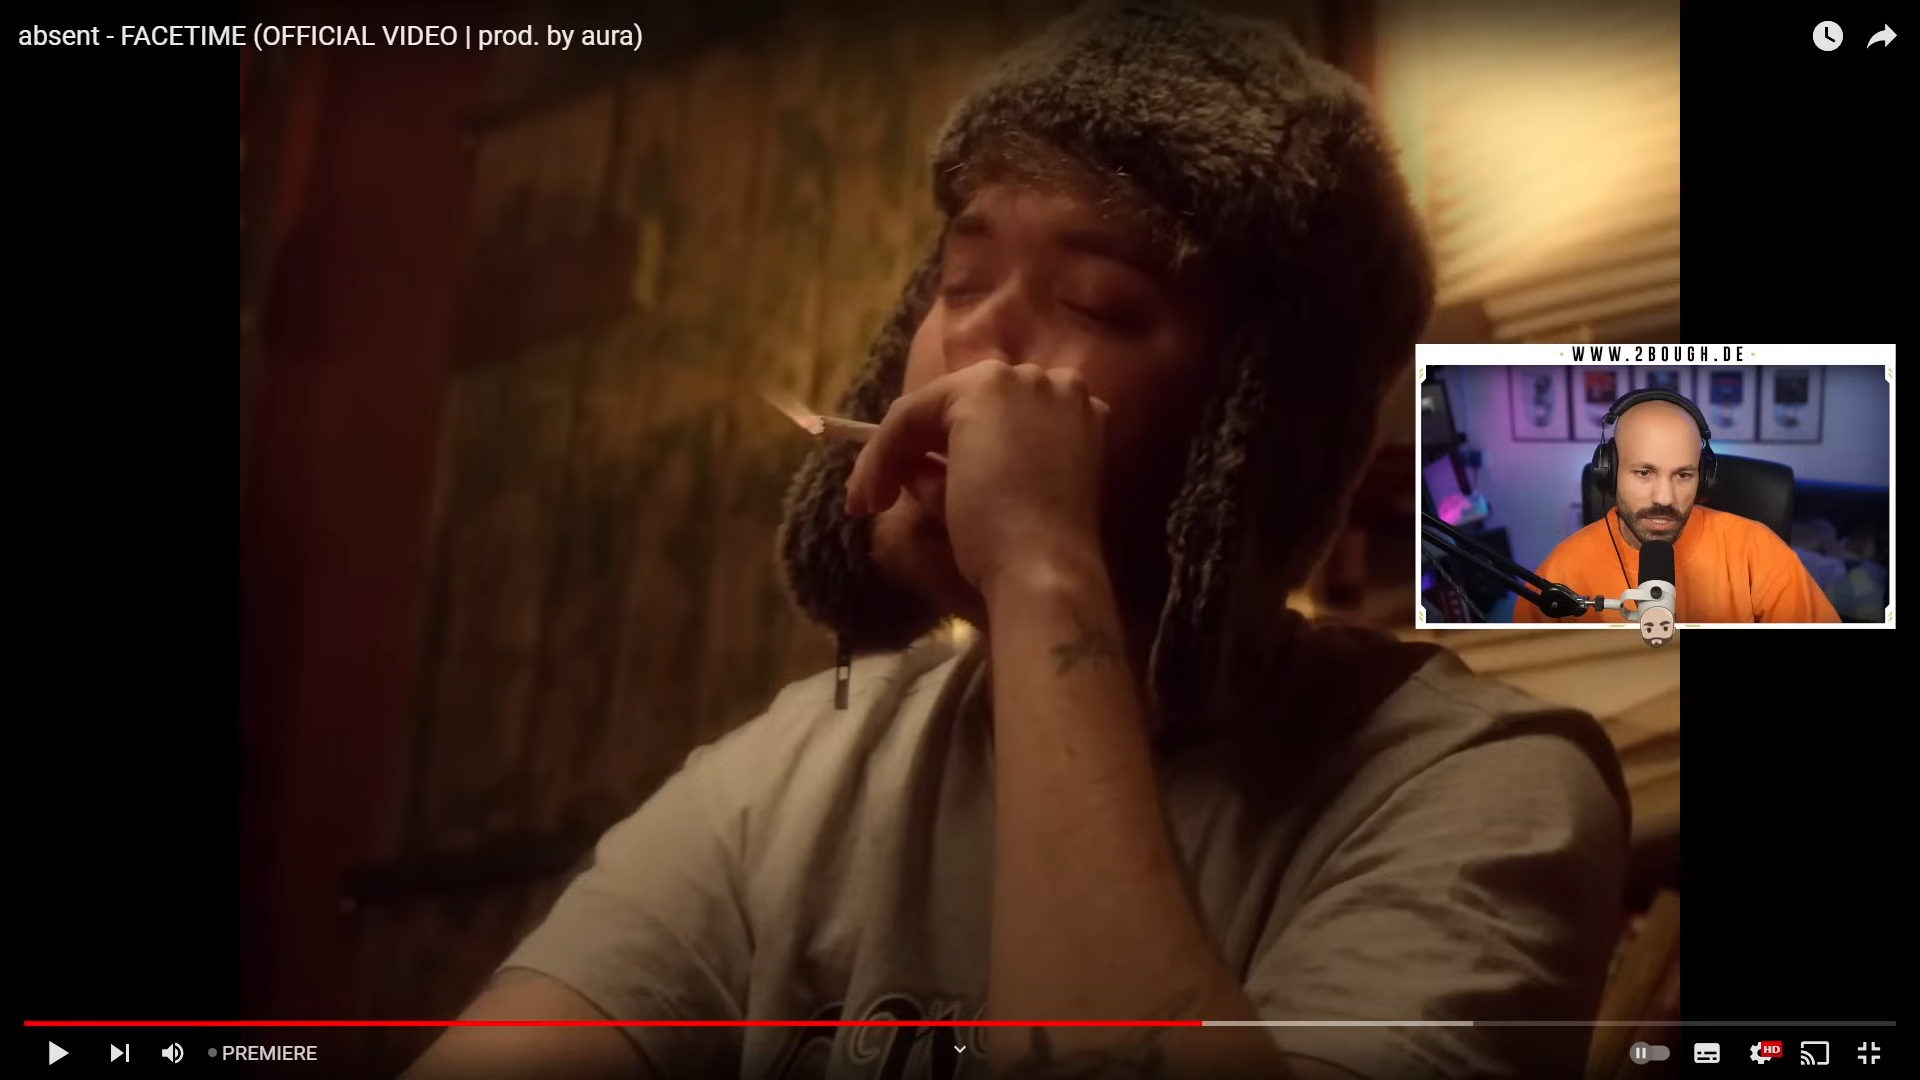 absent - FACETIME (OFFICIAL VIDEO | prod. by aura)
WWW.2BOUGH.DE
PREMIERE
HD